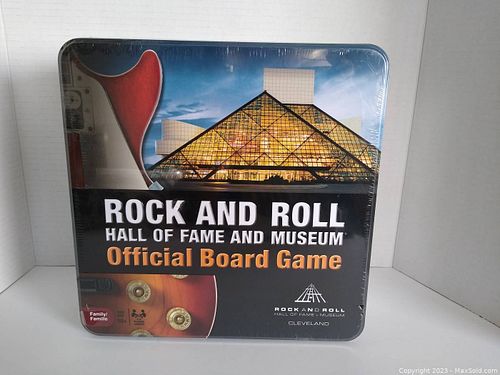 ROCK AND ROLL
HALL OF FAME AND MUSEUM
Official Board Game
ROCK AND ROLL
HALL OF FAME + MUSEUM
CLEVELAND
Family/
Famille
Copyright 2023 - MaxSold.com